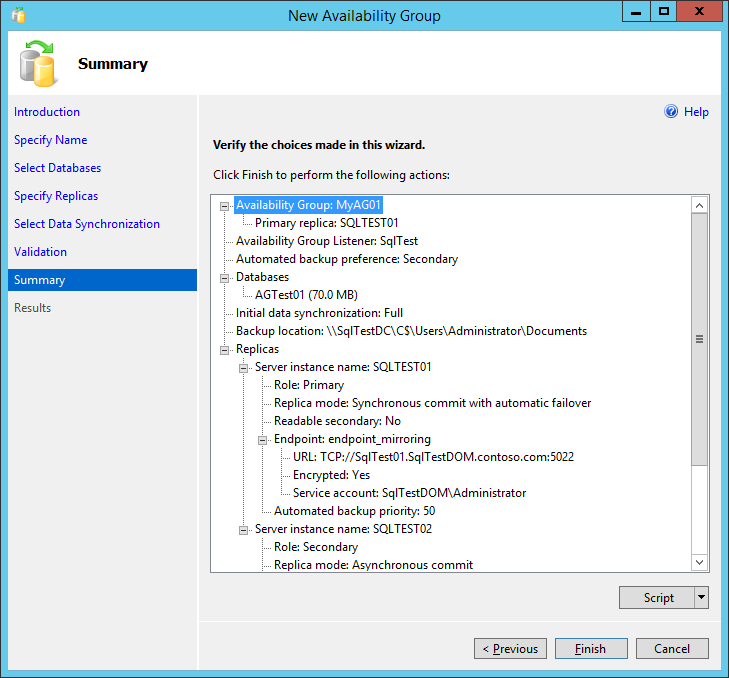 New Availability Group
Summary
Introduction
Specify Name
Select Databases
Specify Replicas
Select Data Synchronization
Validation
Summary
Results
Help
Verify the choices made in this wizard.
Click Finish to perform the following actions:
Availability Group: MyAG01
Primary replica: SQLTEST01
Availability Group Listener: SqlTest
Automated backup preference: Secondary
Databases
AGTest01 (70.0 MB)
Initial data synchronization: Full
Backup location: \\SqlTestDC\C$\Users\Administrator\Documents
Replicas
Server instance name: SQLTEST01
Role: Primary
Replica mode: Synchronous commit with automatic failover
Readable secondary: No
Endpoint: endpoint_mirroring
URL: TCP://SqlTest01.SqlTestDOM.contoso.com:5022
Encrypted: Yes
Service account: SqlTestDOM\Administrator
Automated backup priority: 50
Server instance name: SQLTEST02
Role: Secondary
Replica mode: Asynchronous commit
Script
< Previous Finish Cancel